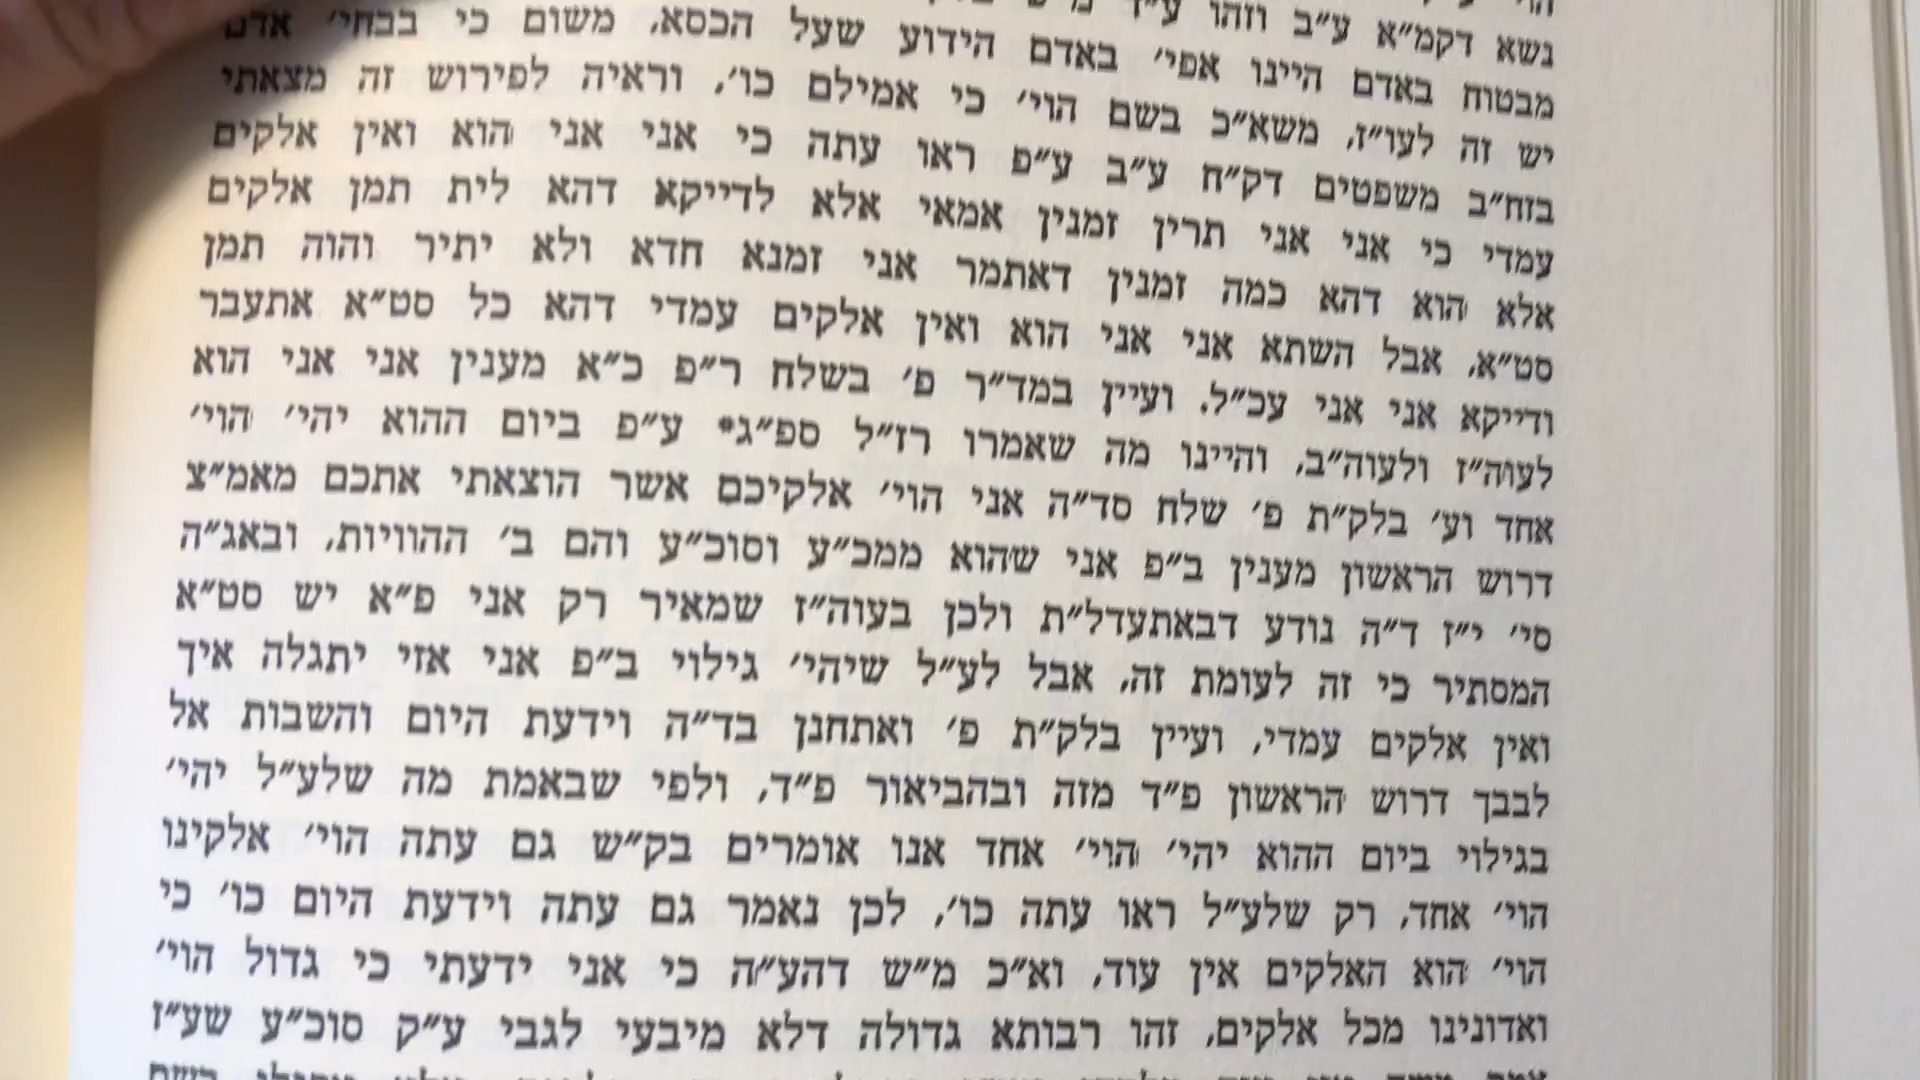 נשא דקמ״א ע״ב וזהו ע״ד
מבטוח באדם היינו אפי׳ באדם הידוע שעל הכסא, משום כי בבחי׳ אדם
יש זה לעו״ז, משא״כ בשם הוי׳ כי אמילם כו׳, וראיה לפירוש זה מצאתי
בזח״ב משפטים דק״ח ע״ב ע״פ ראו עתה כי אני אני הוא ואין אלקים
עמדי כי אני אני תרין זמנין אמאי אלא לדייקא דהא לית תמן אלקים
אלא הוא דהא כמה זמנין דאתמר אני זמנא חדא ולא יתיר והוה תמן
סט״א, אבל השתא אני אני הוא ואין אלקים עמדי דהא כל סט״א אתעבר
ודייקא אני אני עכ״ל. ועיין במד״ר פ׳ בשלח ר״פ כ״א מענין אני אני הוא
לעוה״ז ולעוה״ב, והיינו מה שאמרו רז״ל ספ״ג* ע״פ ביום ההוא יהי׳ הוי׳
אחד וע׳ בלק״ת פ׳ שלח סד״ה אני הוי׳ אלקיכם אשר הוצאתי אתכם מאמ״צ
דרוש הראשון מענין ב״פ אני שהוא ממכ״ע וסוכ״ע והם ב׳ ההוויות, ובאג״ה
סי׳ י״ז ד״ה נודע דבאתעדל״ת ולכן בעוה״ז שמאיר רק אני פ״א יש סט״א
המסתיר כי זה לעומת זה, אבל לע״ל שיהי׳ גילוי ב״פ אני אזי יתגלה איך
ואין אלקים עמדי, ועיין בלק״ת פ׳ ואתחנן בד״ה וידעת היום והשבות אל
לבבך דרוש הראשון פ״ד מזה ובהביאור פ״ד, ולפי שבאמת מה שלע״ל יהי׳
בגילוי ביום ההוא יהי׳ הוי׳ אחד אנו אומרים בק״ש גם עתה הוי׳ אלקינו
הוי׳ אחד, רק שלע״ל ראו עתה כו׳, לכן נאמר גם עתה וידעת היום כו׳ כי
הוי׳ הוא האלקים אין עוד, וא״כ מ״ש דהע״ה כי אני ידעתי כי גדול הוי׳
ואדונינו מכל אלקים, זהו רבותא גדולה דלא מיבעי לגבי ע״ק סוכ״ע שע״ז